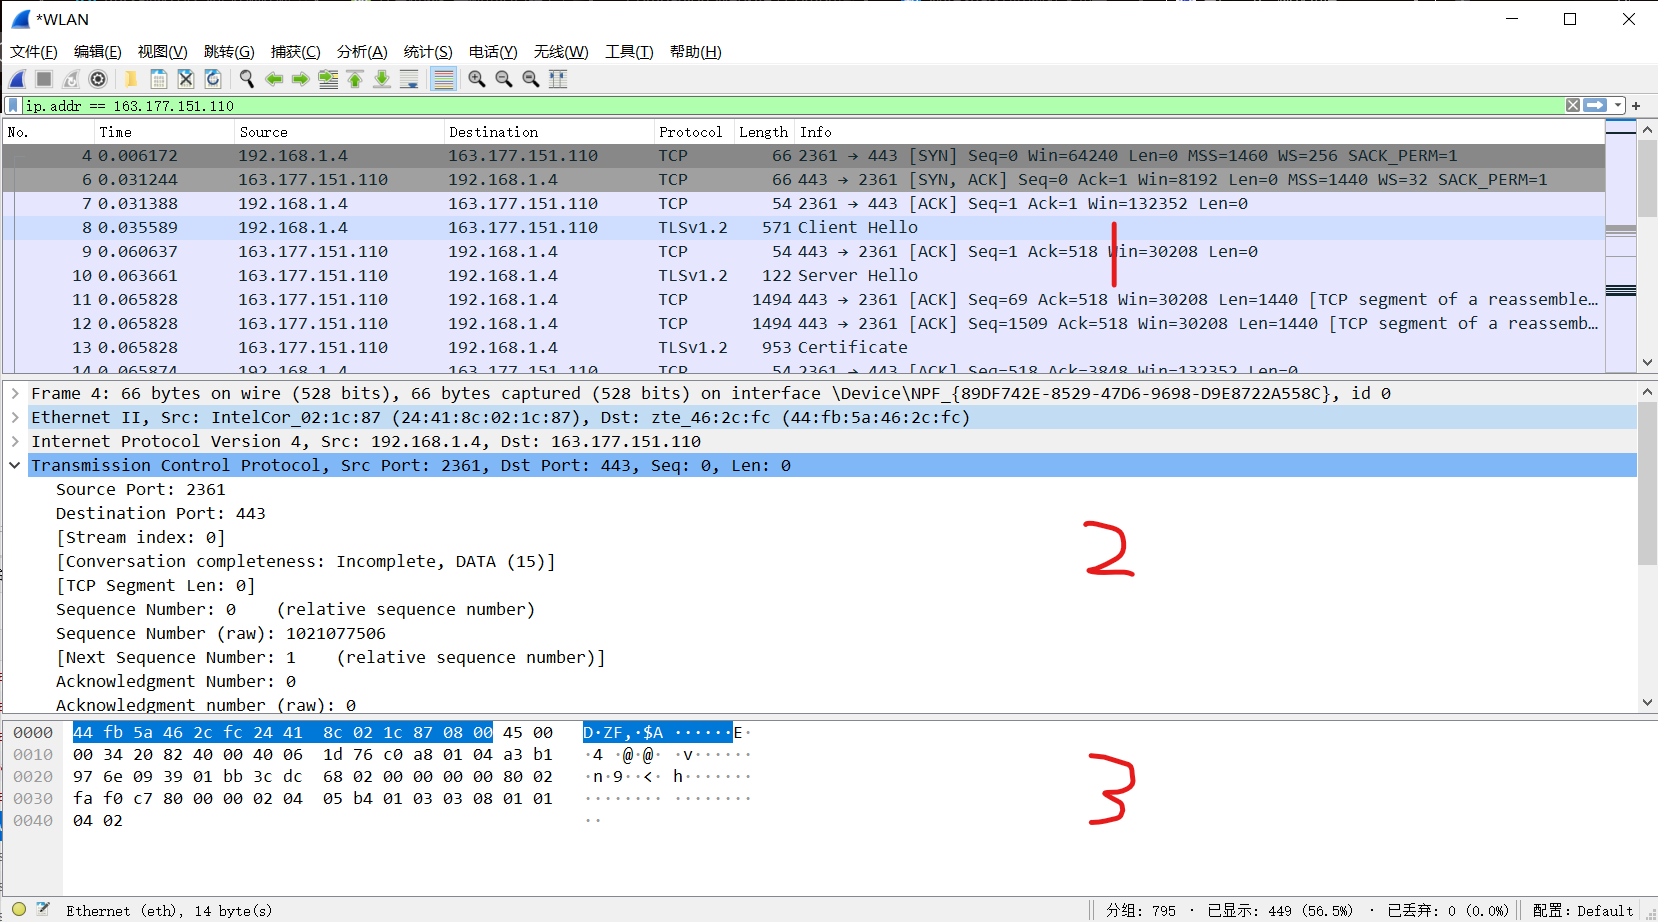 *WLAN
文件(F) 编辑(E) 视图(V) 跳转(G) 捕获(C) 分析(A) 统计(S) 电话(Y) 无线(W) 工具(T) 帮助(H)
ip.addr == 163.177.151.110
No. Time Source Destination Protocol Length Info
4 0.006172 192.168.1.4 163.177.151.110 TCP 66 2361 → 443 [SYN] Seq=0 Win=64240 Len=0 MSS=1460 WS=256 SACK_PERM=1
6 0.031244 163.177.151.110 192.168.1.4 TCP 66 443 → 2361 [SYN, ACK] Seq=0 Ack=1 Win=8192 Len=0 MSS=1440 WS=32 SACK_PERM=1
7 0.031388 192.168.1.4 163.177.151.110 TCP 54 2361 → 443 [ACK] Seq=1 Ack=1 Win=132352 Len=0
8 0.035589 192.168.1.4 163.177.151.110 TLSv1.2 571 Client Hello
9 0.060637 163.177.151.110 192.168.1.4 TCP 54 443 → 2361 [ACK] Seq=1 Ack=518 Win=30208 Len=0
1
10 0.063661 163.177.151.110 192.168.1.4 TLSv1.2 122 Server Hello
11 0.065828 163.177.151.110 192.168.1.4 TCP 1494 443 → 2361 [ACK] Seq=69 Ack=518 Win=30208 Len=1440 [TCP segment of a reassemble…
12 0.065828 163.177.151.110 192.168.1.4 TCP 1494 443 → 2361 [ACK] Seq=1509 Ack=518 Win=30208 Len=1440 [TCP segment of a reassemb…
13 0.065828 163.177.151.110 192.168.1.4 TLSv1.2 953 Certificate
14 0.065874 192.168.1.4 163.177.151.110 TCP 54 2361 → 443 [ACK] Seq=518 Ack=3848 Win=132352 Len=0
Frame 4: 66 bytes on wire (528 bits), 66 bytes captured (528 bits) on interface \Device\NPF_{89DF742E-8529-47D6-9698-D9E8722A558C}, id 0
Ethernet II, Src: IntelCor_02:1c:87 (24:41:8c:02:1c:87), Dst: zte_46:2c:fc (44:fb:5a:46:2c:fc)
Internet Protocol Version 4, Src: 192.168.1.4, Dst: 163.177.151.110
Transmission Control Protocol, Src Port: 2361, Dst Port: 443, Seq: 0, Len: 0
Source Port: 2361
Destination Port: 443
[Stream index: 0]
2
[Conversation completeness: Incomplete, DATA (15)]
[TCP Segment Len: 0]
Sequence Number: 0 (relative sequence number)
Sequence Number (raw): 1021077506
[Next Sequence Number: 1 (relative sequence number)]
Acknowledgment Number: 0
Acknowledgment number (raw): 0
0000 44 fb 5a 46 2c fc 24 41 8c 02 1c 87 08 00 45 00 D·ZF,·$A ······E·
0010 00 34 20 82 40 00 40 06 1d 76 c0 a8 01 04 a3 b1 ·4 ·@·@· ·v······
0020 97 6e 09 39 01 bb 3c dc 68 02 00 00 00 00 80 02 ·n·9··<· h·······
3
0030 fa f0 c7 80 00 00 02 04 05 b4 01 03 03 08 01 01 ········ ········
0040 04 02 ··
Ethernet (eth), 14 byte(s) 分组: 795 · 已显示: 449 (56.5%) · 已丢弃: 0 (0.0%) 配置: Default